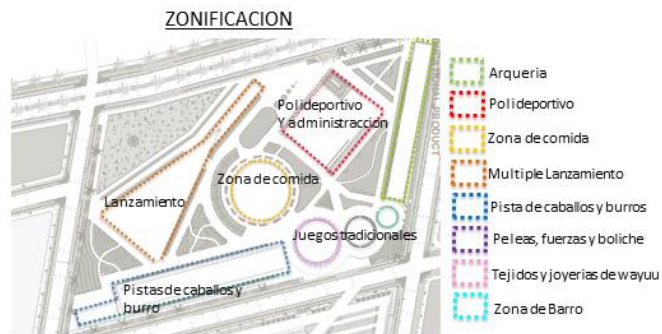 ZONIFICACION
Polideportivo
Y administraccion
Zona de comida
Lanzamiento
Juegos tradicionales
Pistas de caballos y
burro
Arqueria
Polideportivo
Zona de comida
Multiple Lanzamiento
Pista de caballos y burros
Peleas, fuerzas y boliche
Tejidos y joyerias de wayuu
Zona de Barro